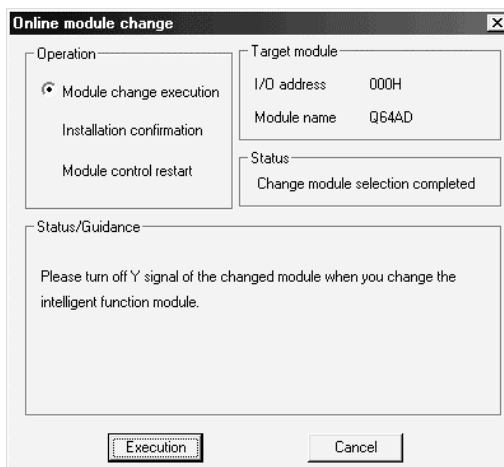 Online module change
Operation
Module change execution
Installation confirmation
Module control restart
Target module
I/O address 000H
Module name Q64AD
Status
Change module selection completed
Status/Guidance
Please turn off Y signal of the changed module when you change the
intelligent function module.
Execution Cancel